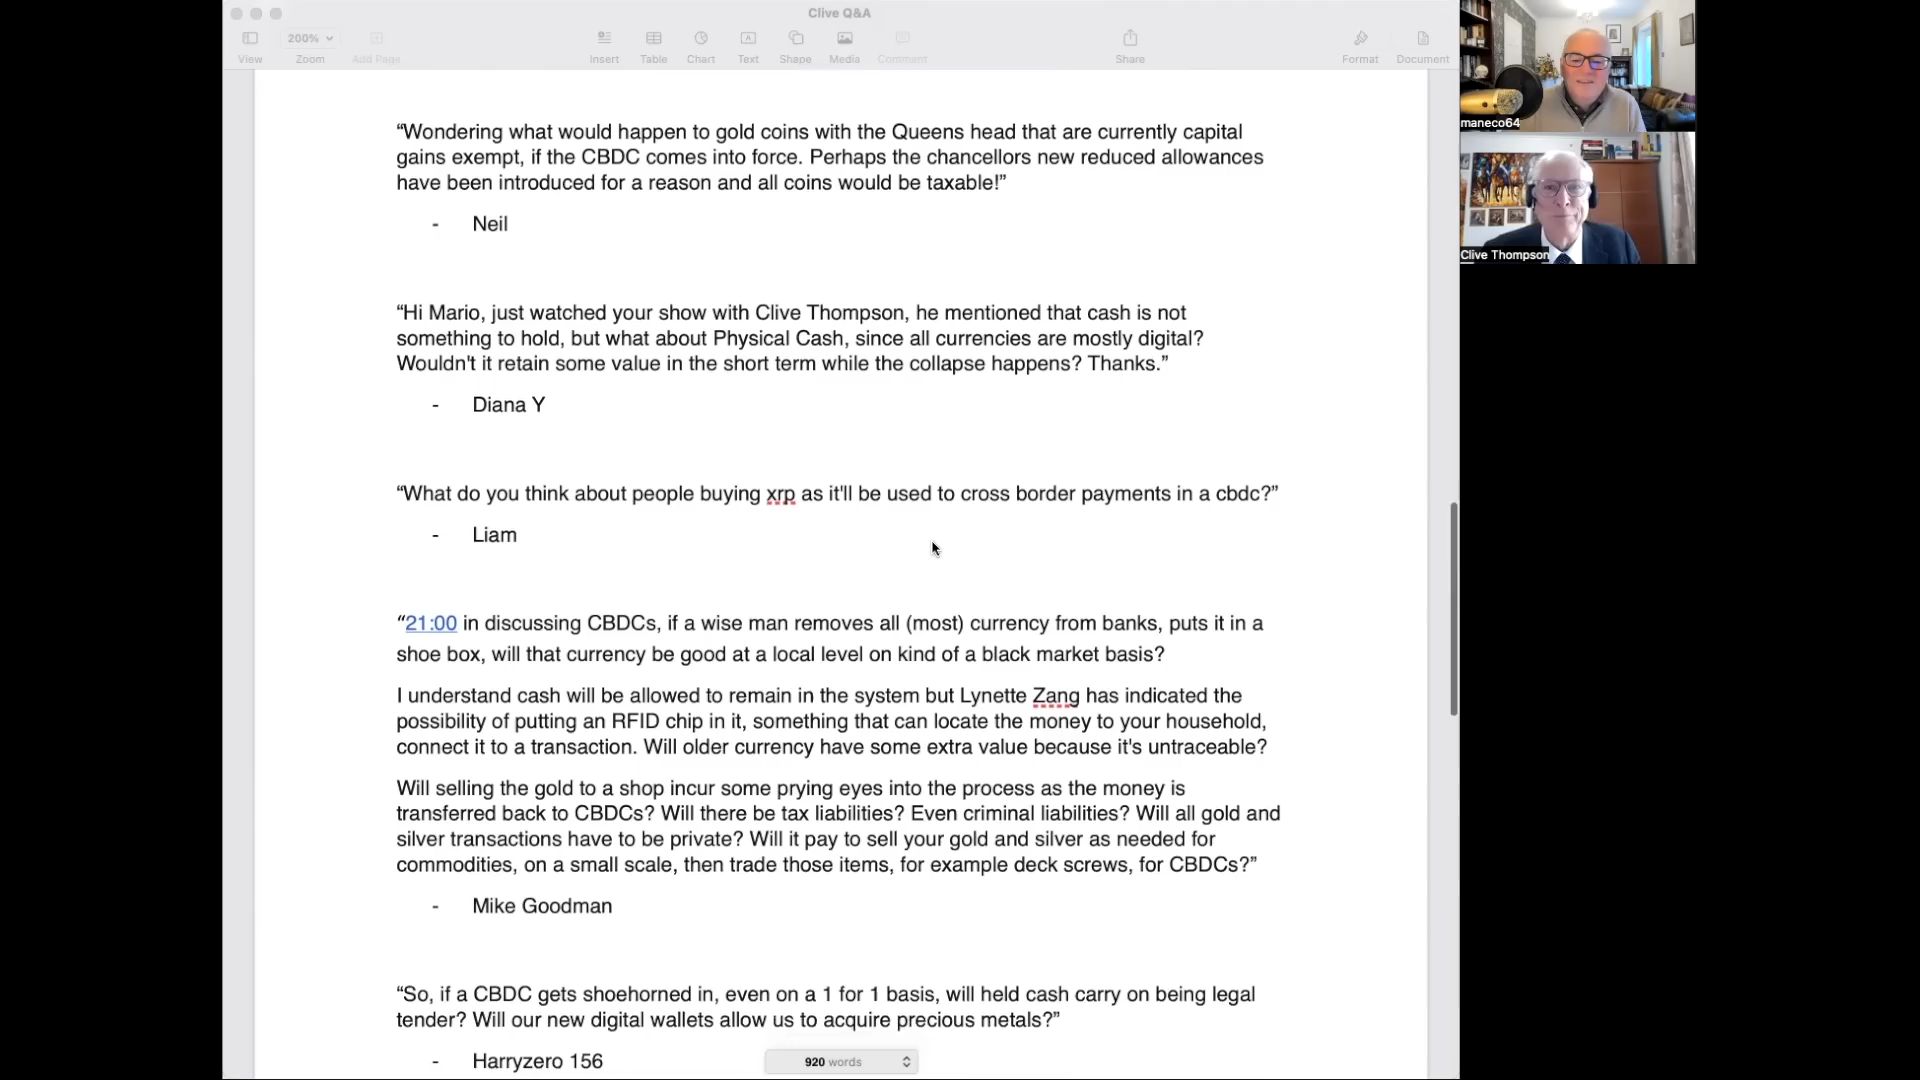 Clive Q&A
200%
View
Zoom
Add Page
Insert
Table
Chart
Text
Shape
Media
Comment
Share
Format
Document
maneco64
Clive Thompson
“Wondering what would happen to gold coins with the Queens head that are currently capital
gains exempt, if the CBDC comes into force. Perhaps the chancellors new reduced allowances
have been introduced for a reason and all coins would be taxable!”
- Neil
“Hi Mario, just watched your show with Clive Thompson, he mentioned that cash is not
something to hold, but what about Physical Cash, since all currencies are mostly digital?
Wouldn't it retain some value in the short term while the collapse happens? Thanks.”
- Diana Y
“What do you think about people buying xrp as it'll be used to cross border payments in a cbdc?”
- Liam
“21:00 in discussing CBDCs, if a wise man removes all (most) currency from banks, puts it in a
shoe box, will that currency be good at a local level on kind of a black market basis?
I understand cash will be allowed to remain in the system but Lynette Zang has indicated the
possibility of putting an RFID chip in it, something that can locate the money to your household,
connect it to a transaction. Will older currency have some extra value because it's untraceable?
Will selling the gold to a shop incur some prying eyes into the process as the money is
transferred back to CBDCs? Will there be tax liabilities? Even criminal liabilities? Will all gold and
silver transactions have to be private? Will it pay to sell your gold and silver as needed for
commodities, on a small scale, then trade those items, for example deck screws, for CBDCs?”
- Mike Goodman
“So, if a CBDC gets shoehorned in, even on a 1 for 1 basis, will held cash carry on being legal
tender? Will our new digital wallets allow us to acquire precious metals?”
- Harryzero 156
920 words